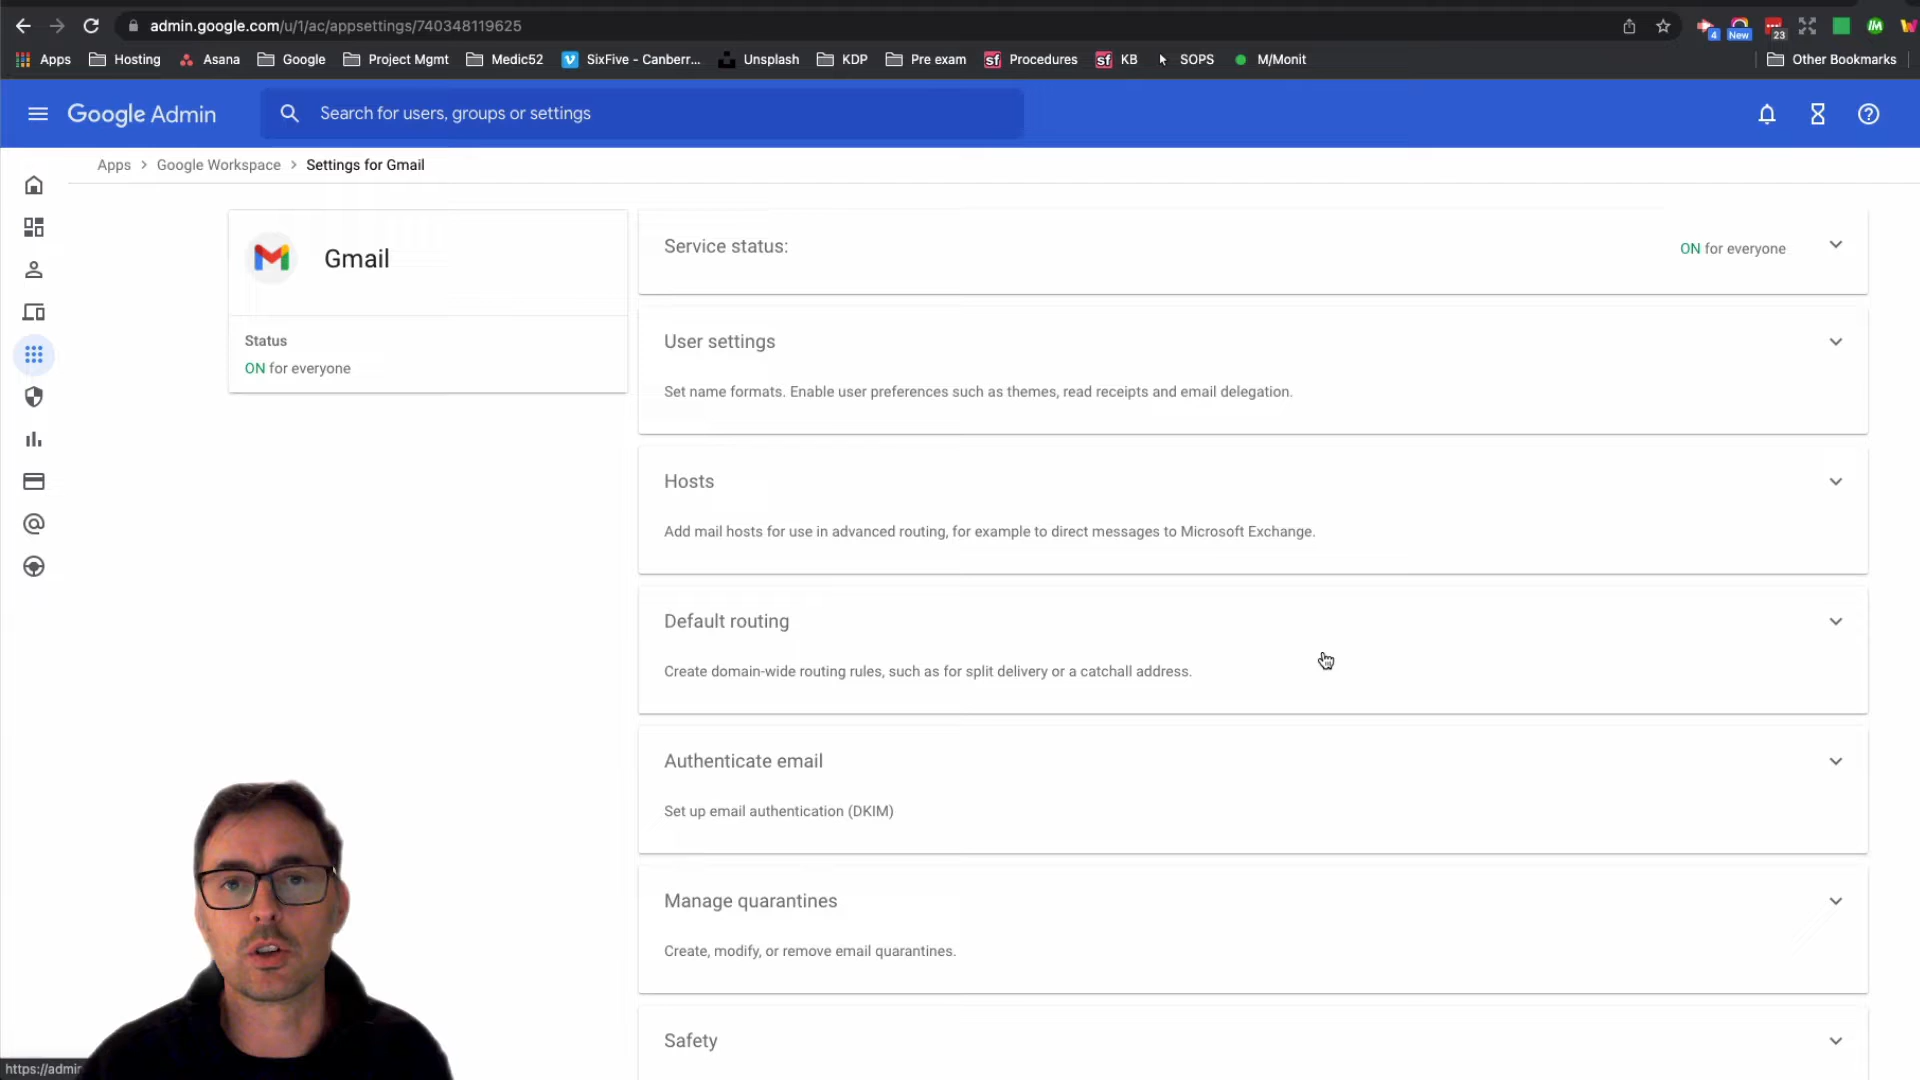 admin.google.com/u/1/ac/appsettings/740348119625
4
New
23
Apps
Hosting
Asana
Google
Project Mgmt
Medic52
SixFive - Canberr...
Unsplash
KDP
Pre exam
sf
Procedures
sf
KB
SOPS
M/Monit
Other Bookmarks
Google Admin
Search for users, groups or settings
Apps > Google Workspace > Settings for Gmail
Gmail
Status
ON for everyone
Service status:
ON for everyone
User settings
Set name formats. Enable user preferences such as themes, read receipts and email delegation.
Hosts
Add mail hosts for use in advanced routing, for example to direct messages to Microsoft Exchange.
Default routing
Create domain-wide routing rules, such as for split delivery or a catchall address.
Authenticate email
Set up email authentication (DKIM)
Manage quarantines
Create, modify, or remove email quarantines.
Safety
https://admin